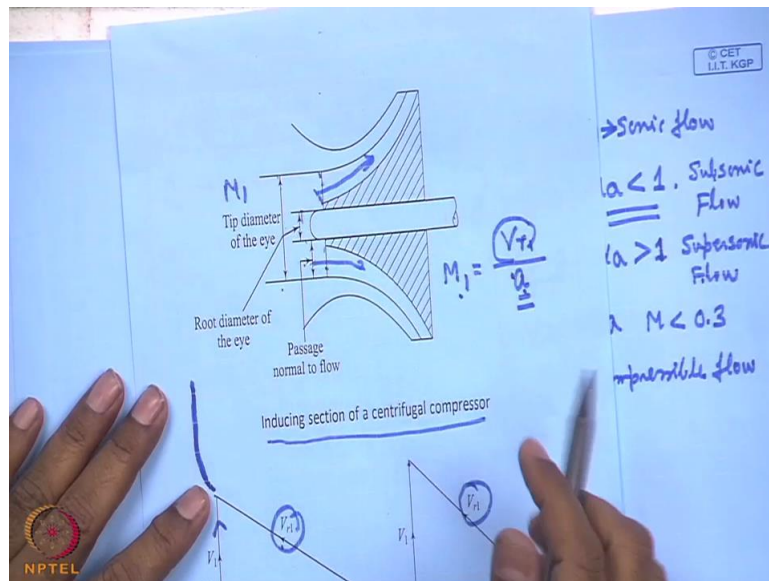 © CET
I.I.T. KGP
→ Sonic flow
a < 1. Subsonic
Flow
a > 1 Supersonic
Flow
M < 0.3
mpressible flow
M1
Tip diameter
of the eye
Root diameter of
the eye
Passage
normal to flow
M1 = Vr1 / a
Inducing section of a centrifugal compressor
Vr1
V1
Vr1
V1
NPTEL